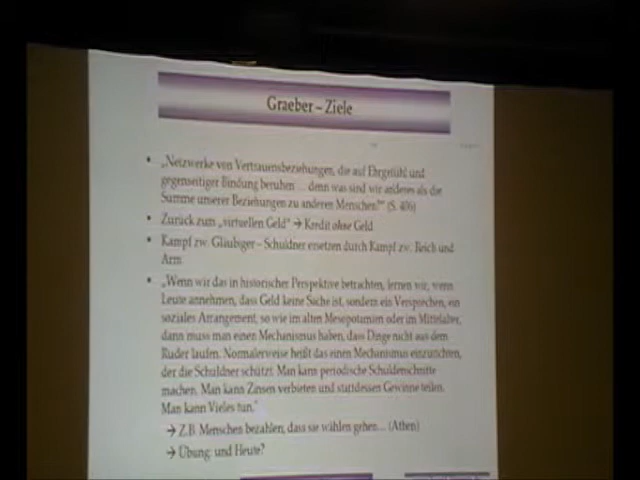 Graeber – Ziele
• „Netzwerke von Vertrauensbeziehungen, die auf Ehrgefühl und
gegenseitiger Bindung beruhen ... denn was sind wir anderes als die
Summe unserer Beziehungen zu anderen Menschen?" (S. 406)
• Zurück zum „virtuellen Geld" → Kredit ohne Geld
• Kampf zw. Gläubiger – Schuldner ersetzen durch Kampf zw. Reich und
Arm
• „Wenn wir das in historischer Perspektive betrachten, lernen wir, wenn
Leute annehmen, dass Geld keine Sache ist, sondern ein Versprechen, ein
soziales Arrangement, so wie im alten Mesopotamien oder im Mittelalter,
dann muss man einen Mechanismus haben, dass Dinge nicht aus dem
Ruder laufen. Normalerweise heißt das einen Mechanismus einzurichten,
der die Schuldner schützt. Man kann periodische Schuldenschnitte
machen. Man kann Zinsen verbieten und stattdessen Gewinne teilen.
Man kann Vieles tun."
→ Z.B. Menschen bezahlen, dass sie wählen gehen... (Athen)
→ Übung: und Heute?